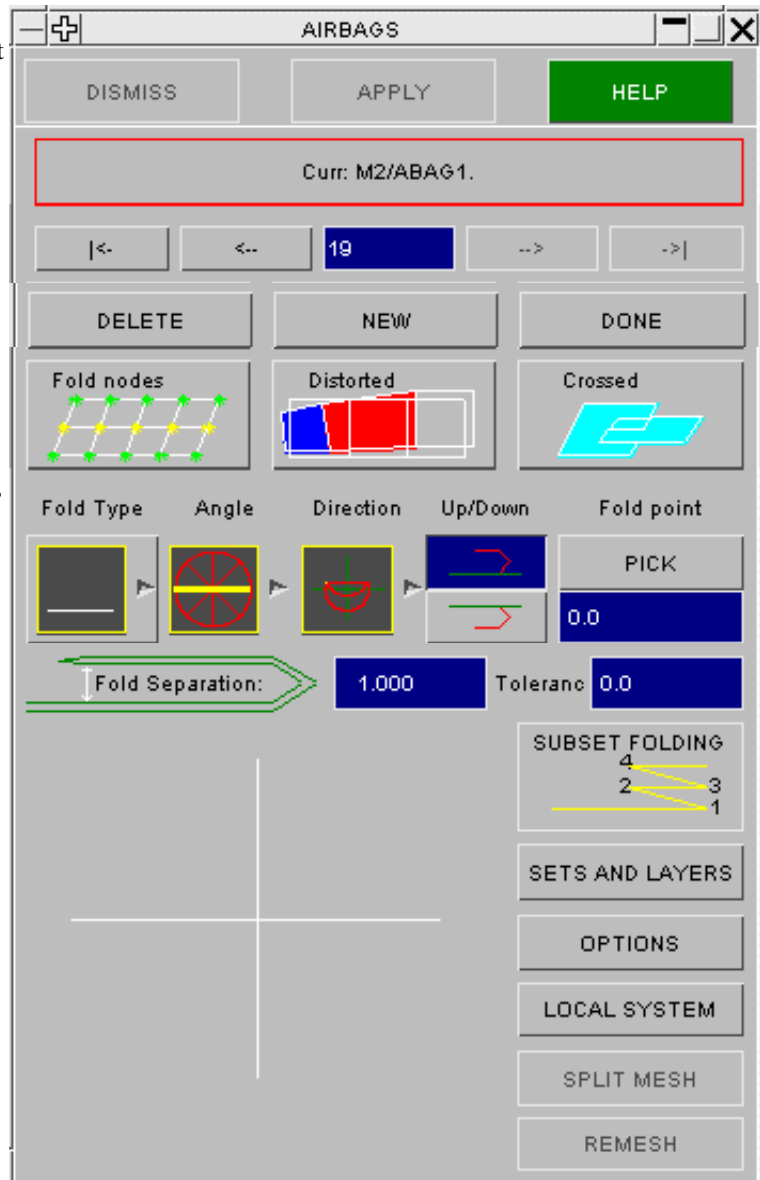 AIRBAGS
t
DISMISS APPLY HELP
Curr: M2/ABAG1.
|<- <-- 19 --> ->|
DELETE NEW DONE
Fold nodes Distorted Crossed
Fold Type Angle Direction Up/Down Fold point
PICK
0.0
Fold Separation: 1.000 Toleranc 0.0
SUBSET FOLDING
4
2 3
1
SETS AND LAYERS
OPTIONS
LOCAL SYSTEM
SPLIT MESH
REMESH